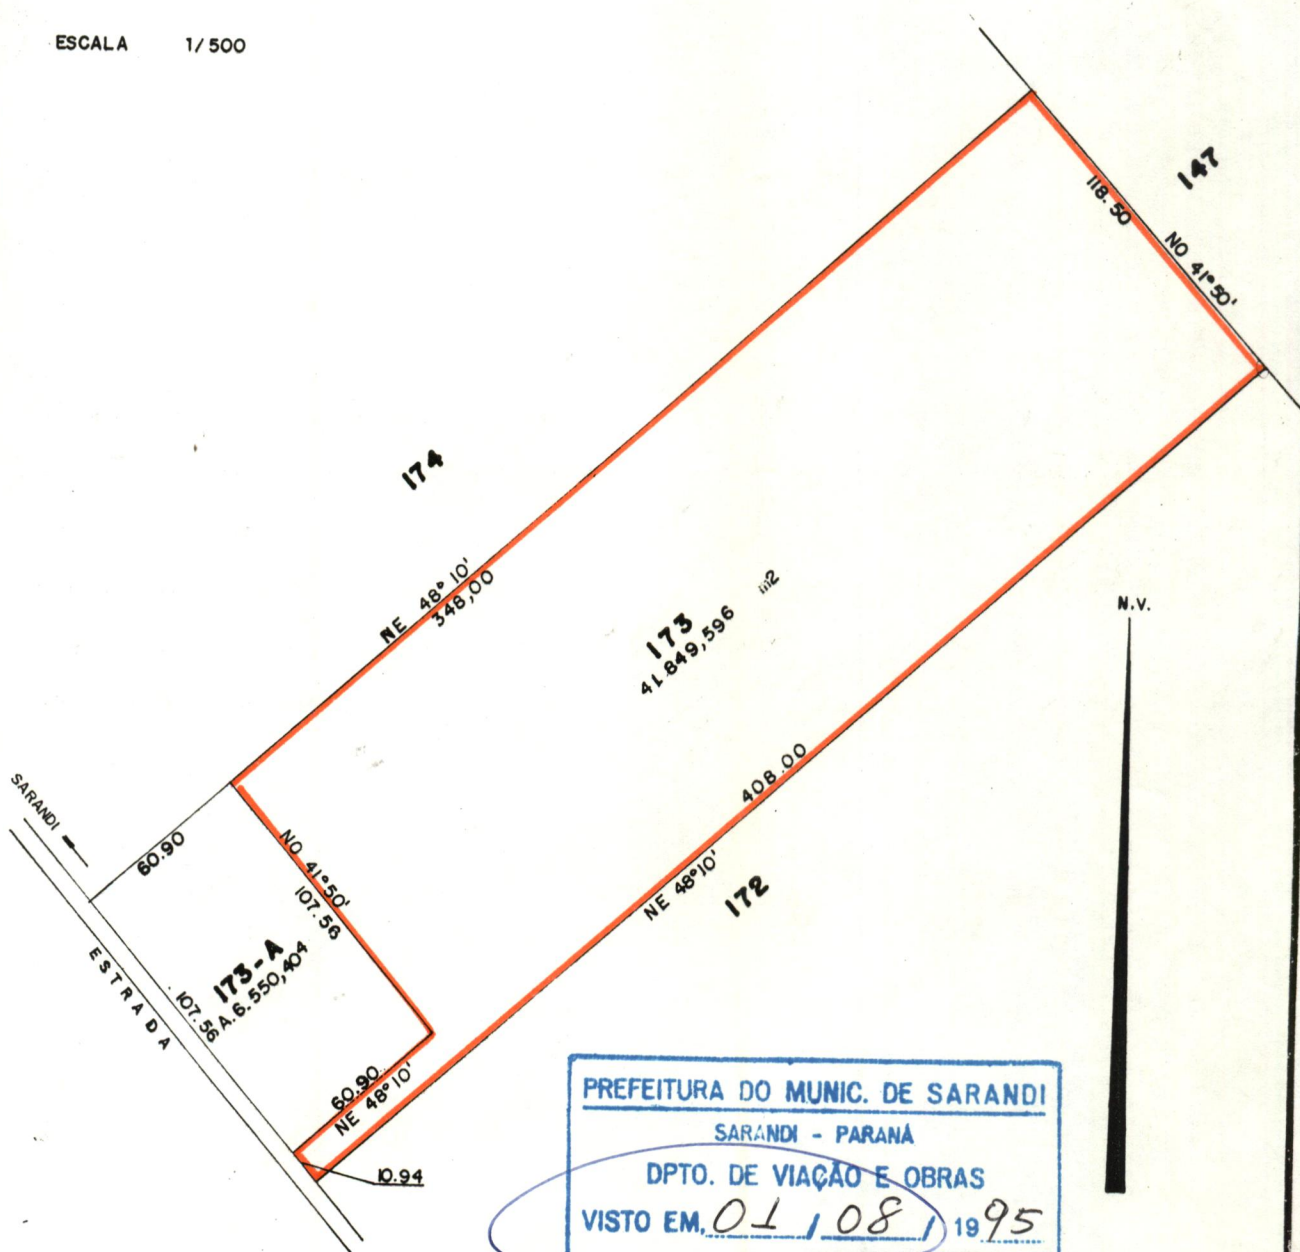 ESCALA 1/500
147
118.50
NO 41°50'
174
NE 48° 10'
348,00
173
41.849,596 m2
N.V.
408.00
NE 48°10'
172
SARANDI
60.90
NO 41°50'
107.56
173-A
A.6.550,404
107.56
ESTRADA
60.90
NE 48°10'
10.94
PREFEITURA DO MUNIC. DE SARANDI
SARANDI - PARANÁ
DPTO. DE VIAÇÃO E OBRAS
VISTO EM, 01 / 08 / 1995